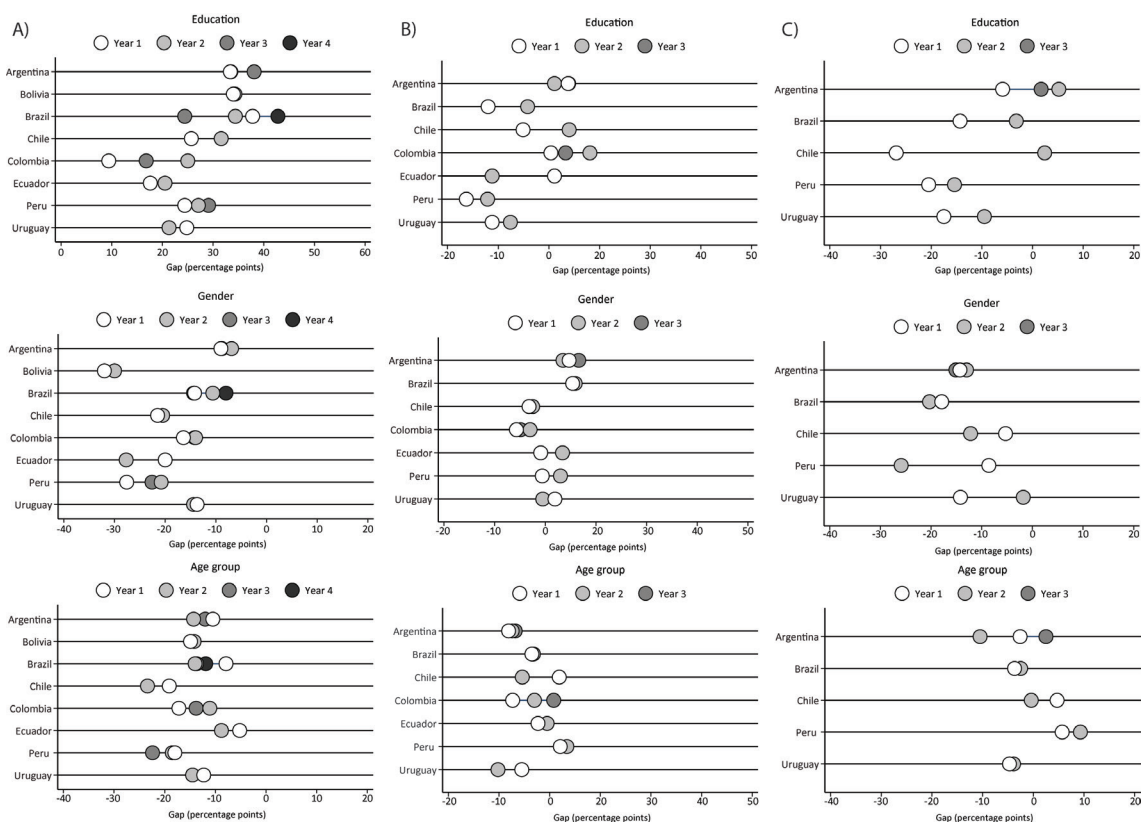 A)
Education
Year 1 Year 2 Year 3 Year 4
Argentina
Bolivia
Brazil
Chile
Colombia
Ecuador
Peru
Uruguay
0 10 20 30 40 50 60
Gap (percentage points)
Gender
Year 1 Year 2 Year 3 Year 4
Argentina
Bolivia
Brazil
Chile
Colombia
Ecuador
Peru
Uruguay
-40 -30 -20 -10 0 10 20
Gap (percentage points)
Age group
Year 1 Year 2 Year 3 Year 4
Argentina
Bolivia
Brazil
Chile
Colombia
Ecuador
Peru
Uruguay
-40 -30 -20 -10 0 10 20
Gap (percentage points)
B)
Education
Year 1 Year 2 Year 3
Argentina
Brazil
Chile
Colombia
Ecuador
Peru
Uruguay
-20 -10 0 10 20 30 40 50
Gap (percentage points)
Gender
Year 1 Year 2 Year 3
Argentina
Brazil
Chile
Colombia
Ecuador
Peru
Uruguay
-20 -10 0 10 20 30 40 50
Gap (percentage points)
Age group
Year 1 Year 2 Year 3
Argentina
Brazil
Chile
Colombia
Ecuador
Peru
Uruguay
-20 -10 0 10 20 30 40 50
Gap (percentage points)
C)
Education
Year 1 Year 2 Year 3
Argentina
Brazil
Chile
Peru
Uruguay
-40 -30 -20 -10 0 10 20
Gap (percentage points)
Gender
Year 1 Year 2 Year 3
Argentina
Brazil
Chile
Peru
Uruguay
-40 -30 -20 -10 0 10 20
Gap (percentage points)
Age group
Year 1 Year 2 Year 3
Argentina
Brazil
Chile
Peru
Uruguay
-40 -30 -20 -10 0 10 20
Gap (percentage points)